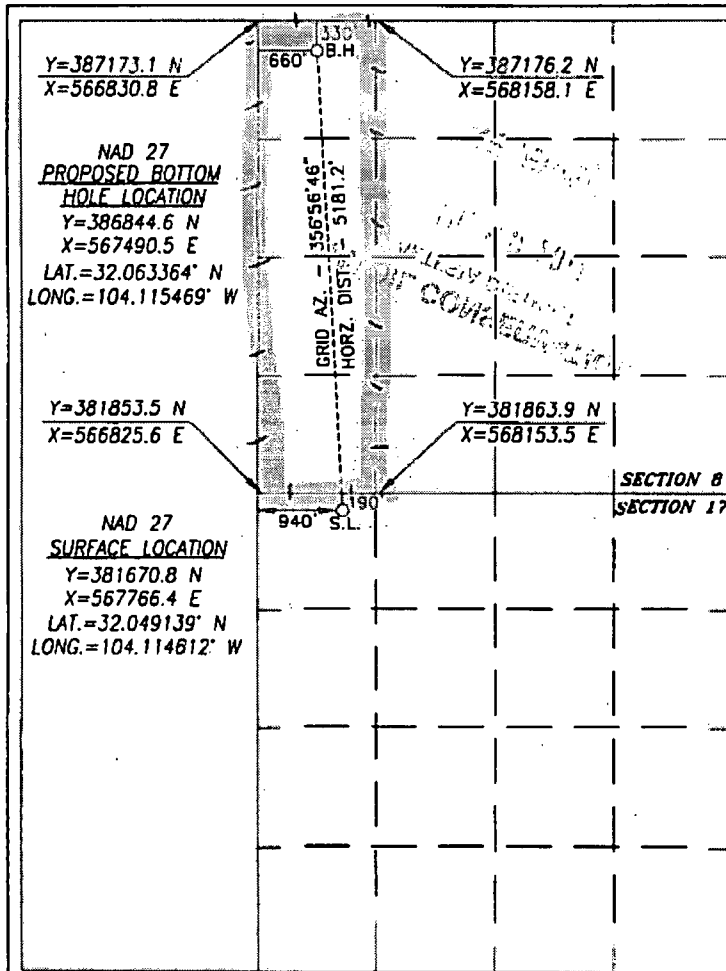 330'
660'
B.H.
Y=387173.1 N
X=566830.8 E
Y=387176.2 N
X=568158.1 E
NAD 27
PROPOSED BOTTOM
HOLE LOCATION
Y=386844.6 N
X=567490.5 E
LAT.=32.063364° N
LONG.=104.115469° W
GRID AZ. - 356°56'46"
HORZ. DIST. - 5181.2'
Y=381853.5 N
X=566825.6 E
Y=381863.9 N
X=568153.5 E
SECTION 8
SECTION 17
190'
940'
S.L.
NAD 27
SURFACE LOCATION
Y=381670.8 N
X=567766.4 E
LAT.=32.049139° N
LONG.=104.114612° W